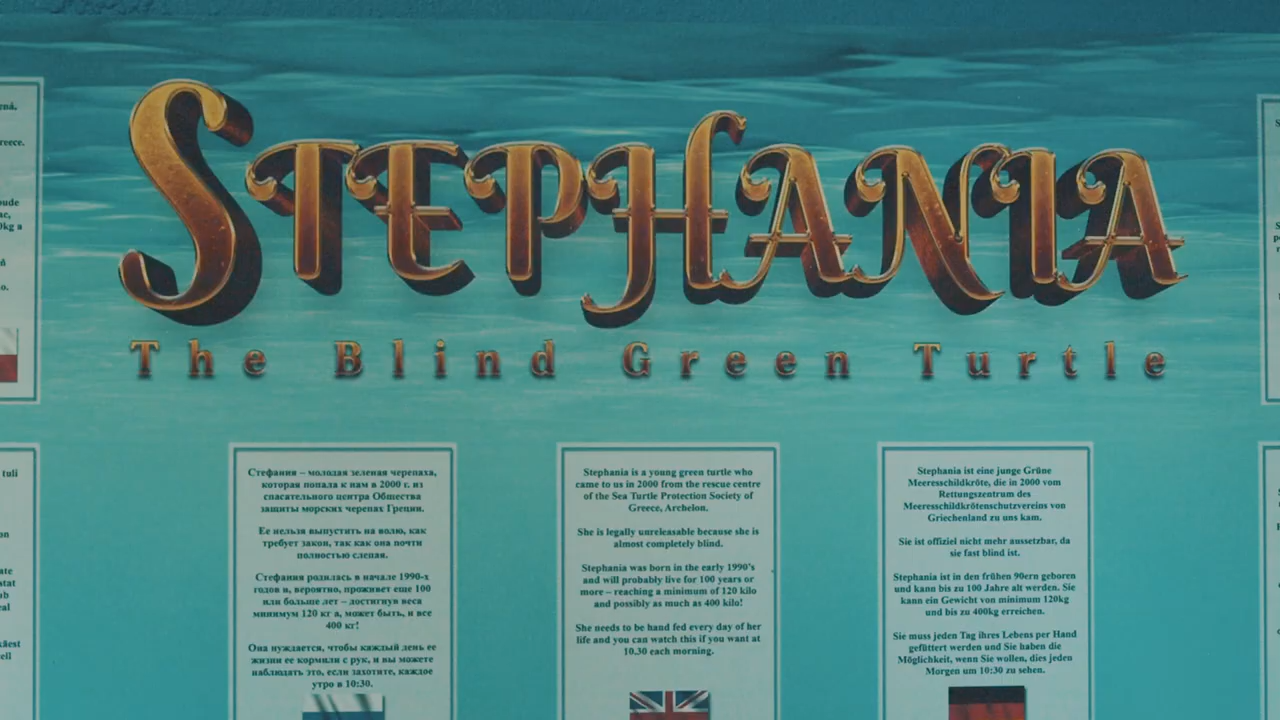 STEPHANIA
The Blind Green Turtle
Стефания – молодая зеленая черепаха,
которая попала к нам в 2000 г. из
спасательного центра Общества
защиты морских черепах Греции.
Ее нельзя выпустить на волю, как
требует закон, так как она почти
полностью слепая.
Стефания родилась в начале 1990-х
годов и, вероятно, проживет еще 100
или больше лет – достигнув веса
минимум 120 кг а, может быть, и все
400 кг!
Она нуждается, чтобы каждый день ее
жизни ее кормили с рук, и вы можете
наблюдать это, если захотите, каждое
утро в 10:30.
Stephania is a young green turtle who
came to us in 2000 from the rescue centre
of the Sea Turtle Protection Society of
Greece, Archelon.
She is legally unreleasable because she is
almost completely blind.
Stephania was born in the early 1990's
and will probably live for 100 years or
more – reaching a minimum of 120 kilo
and possibly as much as 400 kilo!
She needs to be hand fed every day of her
life and you can watch this if you want at
10.30 each morning.
Stephania ist eine junge Grüne
Meeresschildkröte, die in 2000 vom
Rettungszentrum des
Meeresschildkrötenschutzvereins von
Griechenland zu uns kam.
Sie ist offiziel nicht mehr aussetzbar, da
sie fast blind ist.
Stephania ist in den frühen 90ern geboren
und kann bis zu 100 Jahre alt werden. Sie
kann ein Gewicht von minimum 120kg
und bis zu 400kg erreichen.
Sie muss jeden Tag ihres Lebens per Hand
gefüttert werden und Sie haben die
Möglichkeit, wenn Sie wollen, dies jeden
Morgen um 10:30 zu sehen.